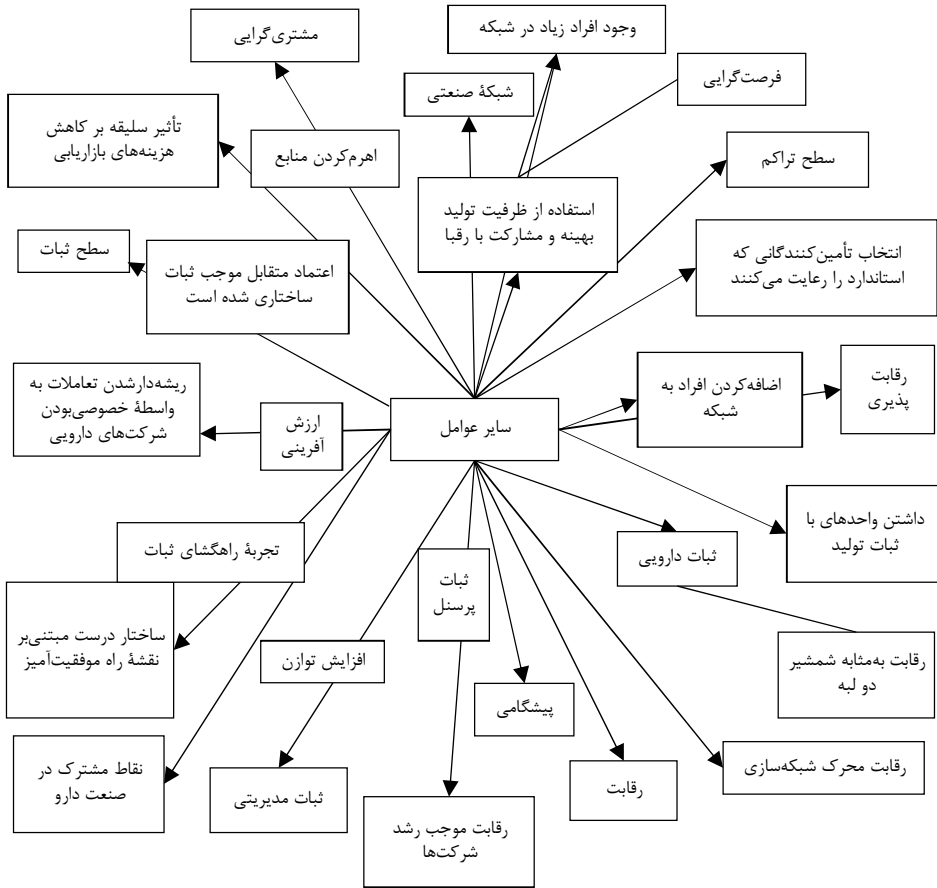 وجود افراد زیاد در شبکه
مشتری‌گرایی
فرصت‌گرایی
شبکهٔ صنعتی
تأثیر سلیقه بر کاهش
هزینه‌های بازاریابی
اهرم‌کردن منابع
سطح تراکم
استفاده از ظرفیت تولید
بهینه و مشارکت با رقبا
انتخاب تأمین‌کنندگانی که
استاندارد را رعایت می‌کنند
سطح ثبات
اعتماد متقابل موجب ثبات
ساختاری شده است
رقابت
پذیری
اضافه‌کردن افراد به
شبکه
سایر عوامل
ارزش
آفرینی
ریشه‌دارشدن تعاملات به
واسطهٔ خصوصی‌بودن
شرکت‌های دارویی
داشتن واحدهای با
ثبات تولید
ثبات دارویی
ثبات
پرسنل
تجربهٔ راهگشای ثبات
ساختار درست مبتنی‌بر
نقشهٔ راه موفقیت‌آمیز
افزایش توازن
رقابت به‌مثابه شمشیر
دو لبه
پیشگامی
رقابت محرک شبکه‌سازی
رقابت
ثبات مدیریتی
نقاط مشترک در
صنعت دارو
رقابت موجب رشد
شرکت‌ها